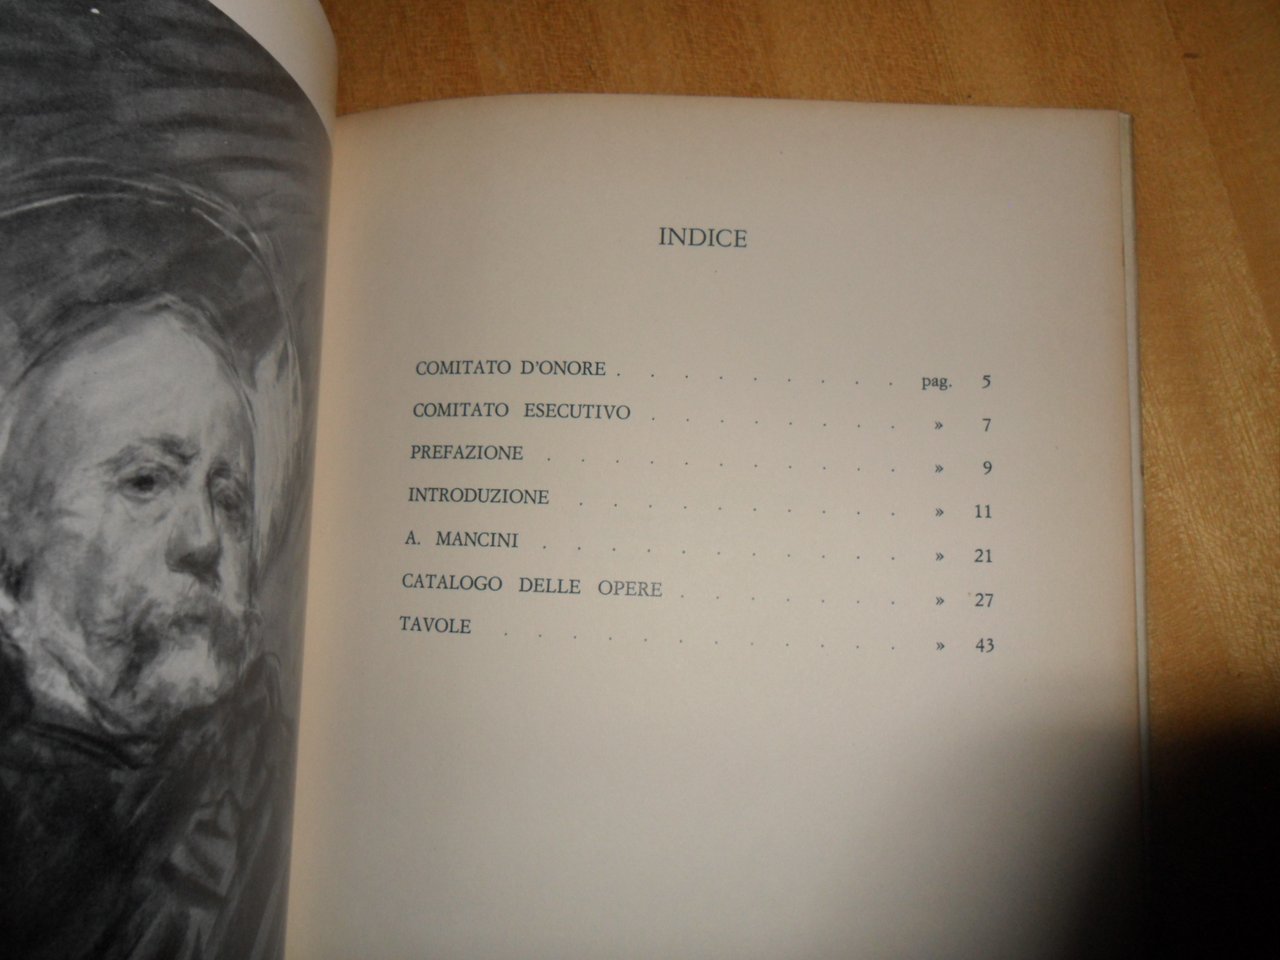 INDICE
COMITATO D'ONORE . . . . . . . . . pag. 5
COMITATO ESECUTIVO . . . . . . . . » 7
PREFAZIONE . . . . . . . . . . . » 9
INTRODUZIONE . . . . . . . . . . » 11
A. MANCINI . . . . . . . . . . . » 21
CATALOGO DELLE OPERE . . . . . . . » 27
TAVOLE . . . . . . . . . . . . » 43